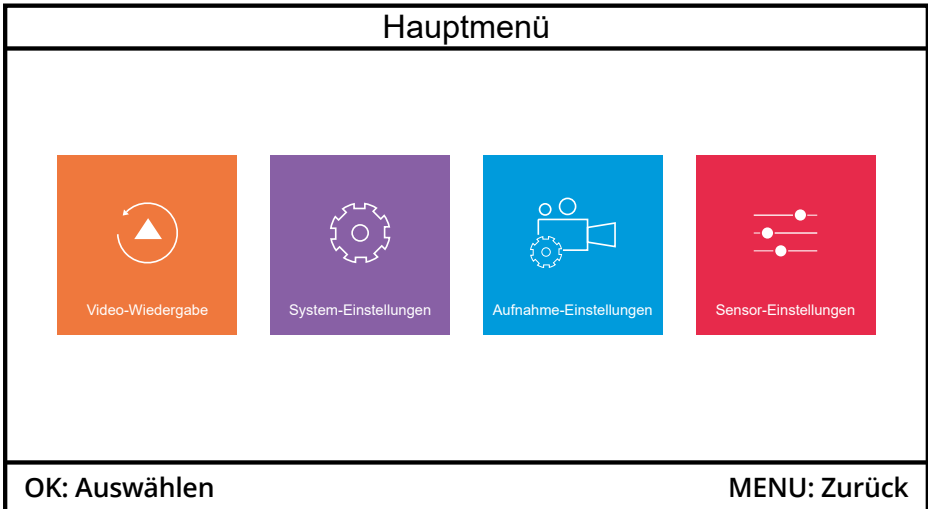 Hauptmenü
Video-Wiedergabe
System-Einstellungen
Aufnahme-Einstellungen
Sensor-Einstellungen
OK: Auswählen
MENU: Zurück